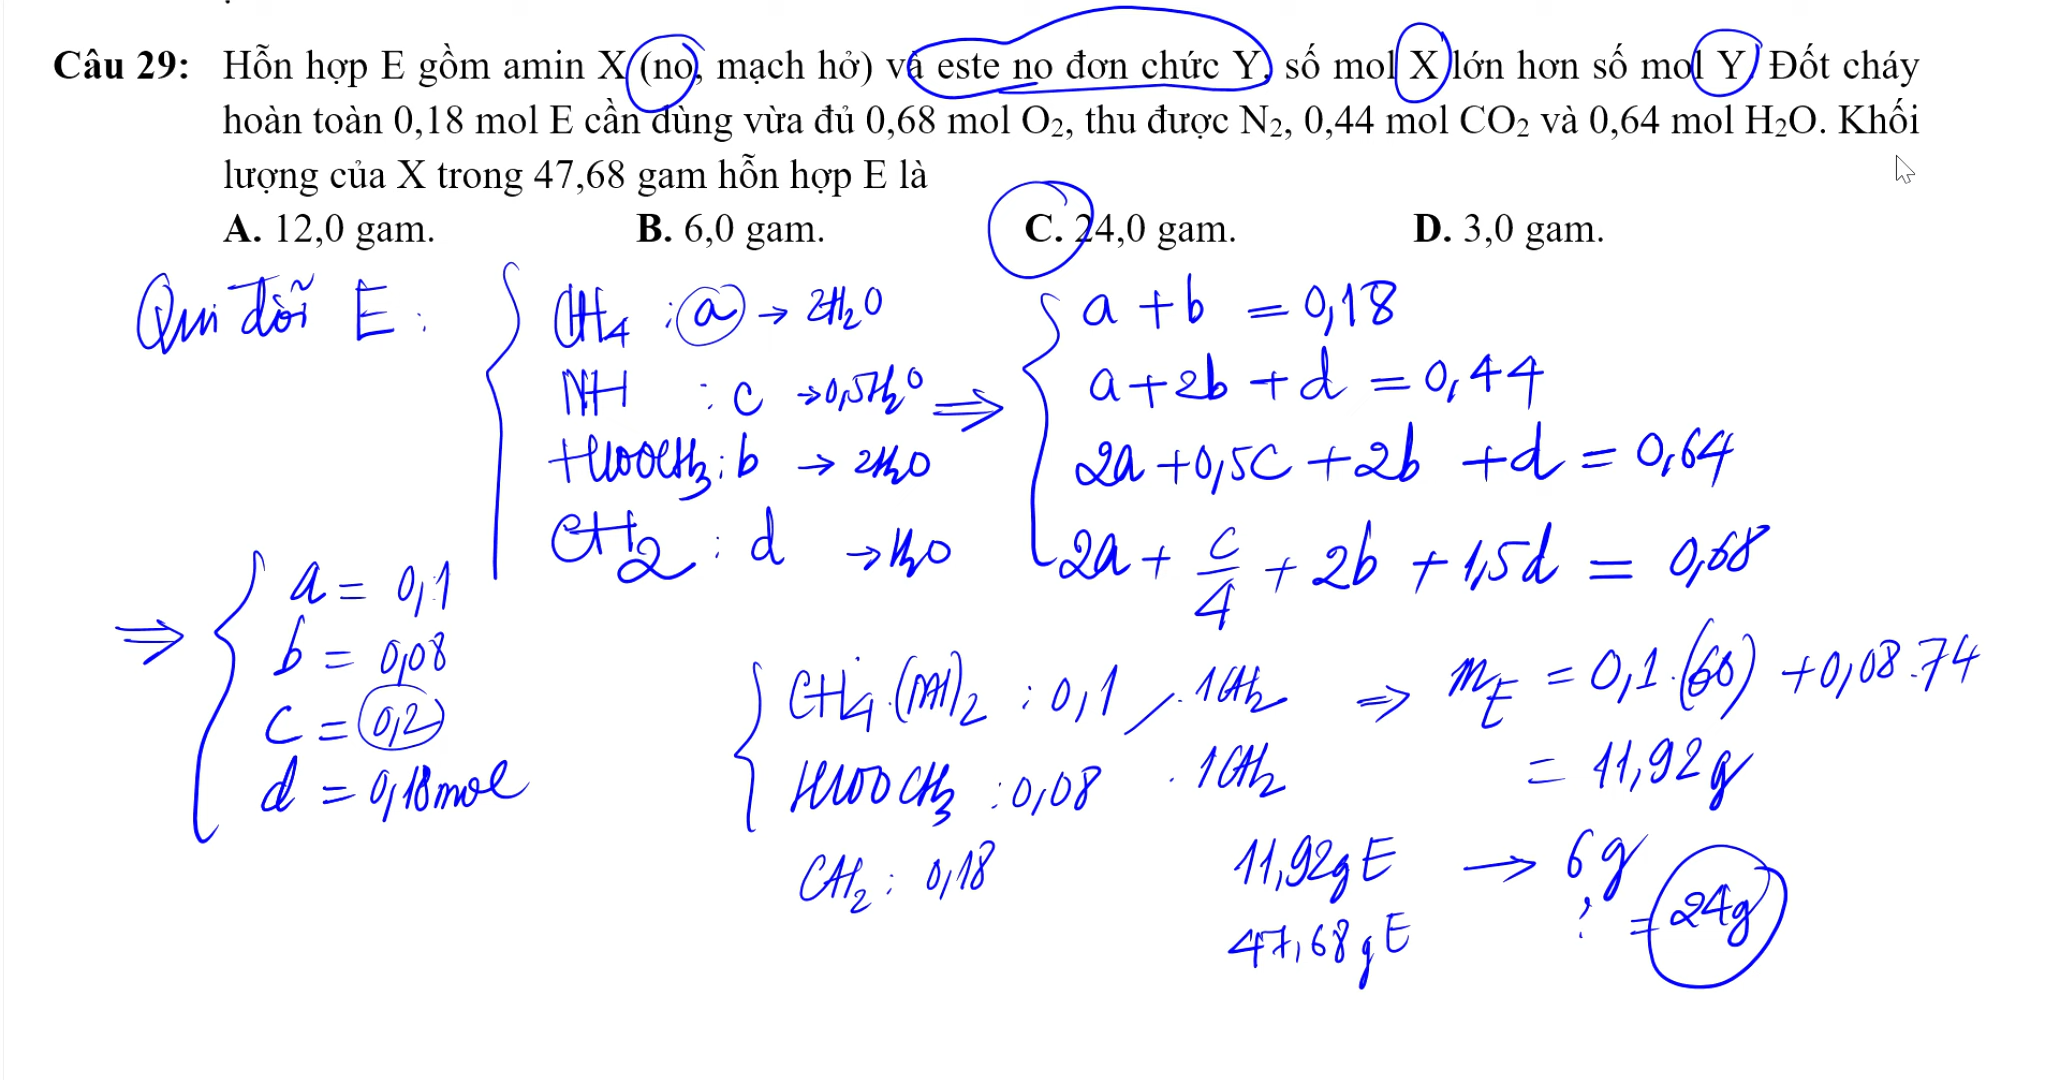 Câu 29: Hỗn hợp E gồm amin X (no, mạch hở) và este no đơn chức Y, số mol X lớn hơn số mol Y. Đốt cháy
hoàn toàn 0,18 mol E cần dùng vừa đủ 0,68 mol O₂, thu được N₂, 0,44 mol CO₂ và 0,64 mol H₂O. Khối
lượng của X trong 47,68 gam hỗn hợp E là
A. 12,0 gam. B. 6,0 gam. C. 24,0 gam. D. 3,0 gam.
Qui đổi E :
CH₄ : a → 2H₂O
NH : c → 0,5H₂O ⇒
HCOOCH₃ : b → 2H₂O
CH₂ : d → H₂O
a + b = 0,18
a + 2b + d = 0,44
2a + 0,5c + 2b + d = 0,64
2a + c/4 + 2b + 1,5d = 0,68
⇒ a = 0,1
b = 0,08
c = 0,2
d = 0,18 mol
CH₄.(NH)₂ : 0,1 . 1CH₂
HCOOCH₃ : 0,08 . 1CH₂
CH₂ : 0,18
⇒ mE = 0,1.(60) + 0,08.74
= 11,92g
11,92g E → 6g
47,68g E ? = 24g